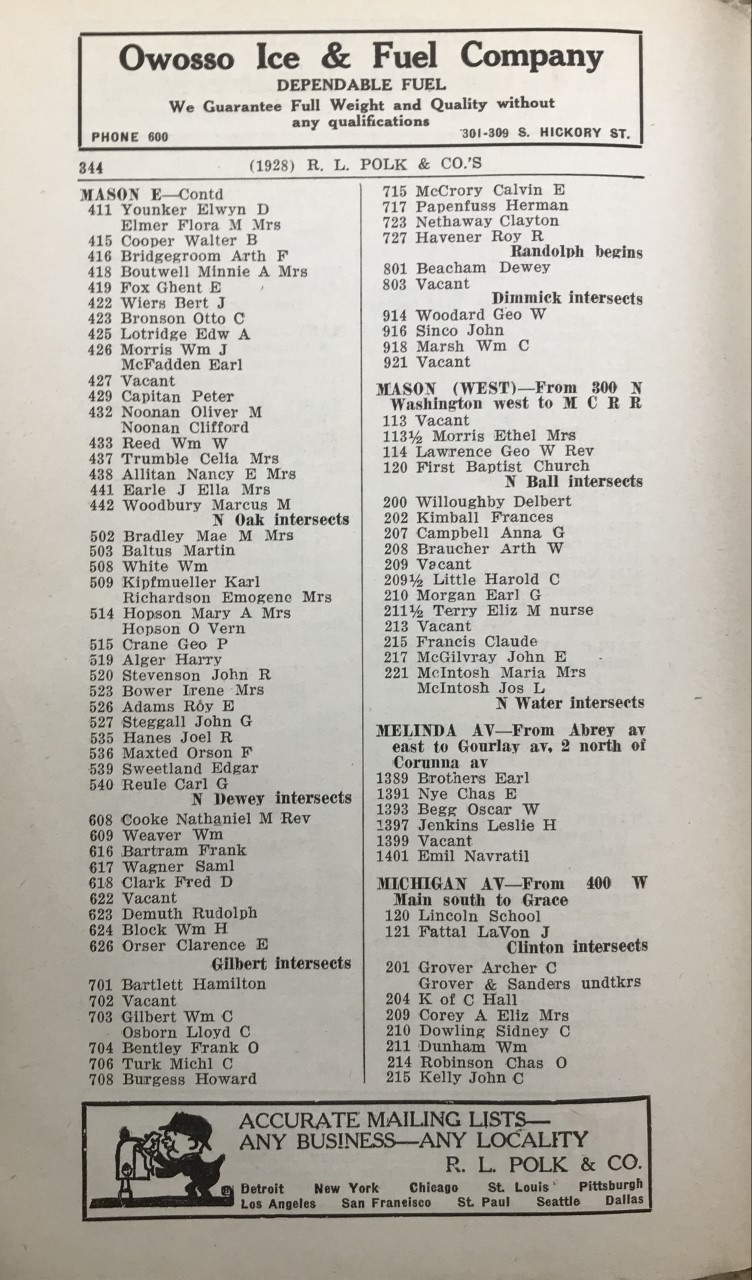 Owosso Ice & Fuel Company
DEPENDABLE FUEL
We Guarantee Full Weight and Quality without
any qualifications
PHONE 600
301-309 S. HICKORY ST.
344
(1928) R. L. POLK & CO.'S
MASON E—Contd
411 Younker Elwyn D
Elmer Flora M Mrs
415 Cooper Walter B
416 Bridgegroom Arth F
418 Boutwell Minnie A Mrs
419 Fox Ghent E
422 Wiers Bert J
423 Bronson Otto C
425 Lotridge Edw A
426 Morris Wm J
McFadden Earl
427 Vacant
429 Capitan Peter
432 Noonan Oliver M
Noonan Clifford
433 Reed Wm W
437 Trumble Celia Mrs
438 Allitan Nancy E Mrs
441 Earle J Ella Mrs
442 Woodbury Marcus M
N Oak intersects
502 Bradley Mae M Mrs
503 Baltus Martin
508 White Wm
509 Kipfmueller Karl
Richardson Emogene Mrs
514 Hopson Mary A Mrs
Hopson O Vern
515 Crane Geo P
519 Alger Harry
520 Stevenson John R
523 Bower Irene Mrs
526 Adams Roy E
527 Steggall John G
535 Hanes Joel R
536 Maxted Orson F
539 Sweetland Edgar
540 Reule Carl G
N Dewey intersects
608 Cooke Nathaniel M Rev
609 Weaver Wm
616 Bartram Frank
617 Wagner Saml
618 Clark Fred D
622 Vacant
623 Demuth Rudolph
624 Block Wm H
626 Orser Clarence E
Gilbert intersects
701 Bartlett Hamilton
702 Vacant
703 Gilbert Wm C
Osborn Lloyd C
704 Bentley Frank O
706 Turk Michl C
708 Burgess Howard
715 McCrory Calvin E
717 Papenfuss Herman
723 Nethaway Clayton
727 Havener Roy R
Randolph begins
801 Beacham Dewey
803 Vacant
Dimmick intersects
914 Woodard Geo W
916 Sinco John
918 Marsh Wm C
921 Vacant
MASON (WEST)—From 300 N
Washington west to M C R R
113 Vacant
113½ Morris Ethel Mrs
114 Lawrence Geo W Rev
120 First Baptist Church
N Ball intersects
200 Willoughby Delbert
202 Kimball Frances
207 Campbell Anna G
208 Braucher Arth W
209 Vacant
209½ Little Harold C
210 Morgan Earl G
211½ Terry Eliz M nurse
213 Vacant
215 Francis Claude
217 McGilvray John E
221 McIntosh Maria Mrs
McIntosh Jos L
N Water intersects
MELINDA AV—From Abrey av
east to Gourlay av, 2 north of
Corunna av
1389 Brothers Earl
1391 Nye Chas E
1393 Begg Oscar W
1397 Jenkins Leslie H
1399 Vacant
1401 Emil Navratil
MICHIGAN AV—From 400 W
Main south to Grace
120 Lincoln School
121 Fattal LaVon J
Clinton intersects
201 Grover Archer C
Grover & Sanders undtkrs
204 K of C Hall
209 Corey A Eliz Mrs
210 Dowling Sidney C
211 Dunham Wm
214 Robinson Chas O
215 Kelly John C
ACCURATE MAILING LISTS—
ANY BUSINESS—ANY LOCALITY
R. L. POLK & CO.
Detroit New York Chicago St. Louis Pittsburgh
Los Angeles San Francisco St. Paul Seattle Dallas